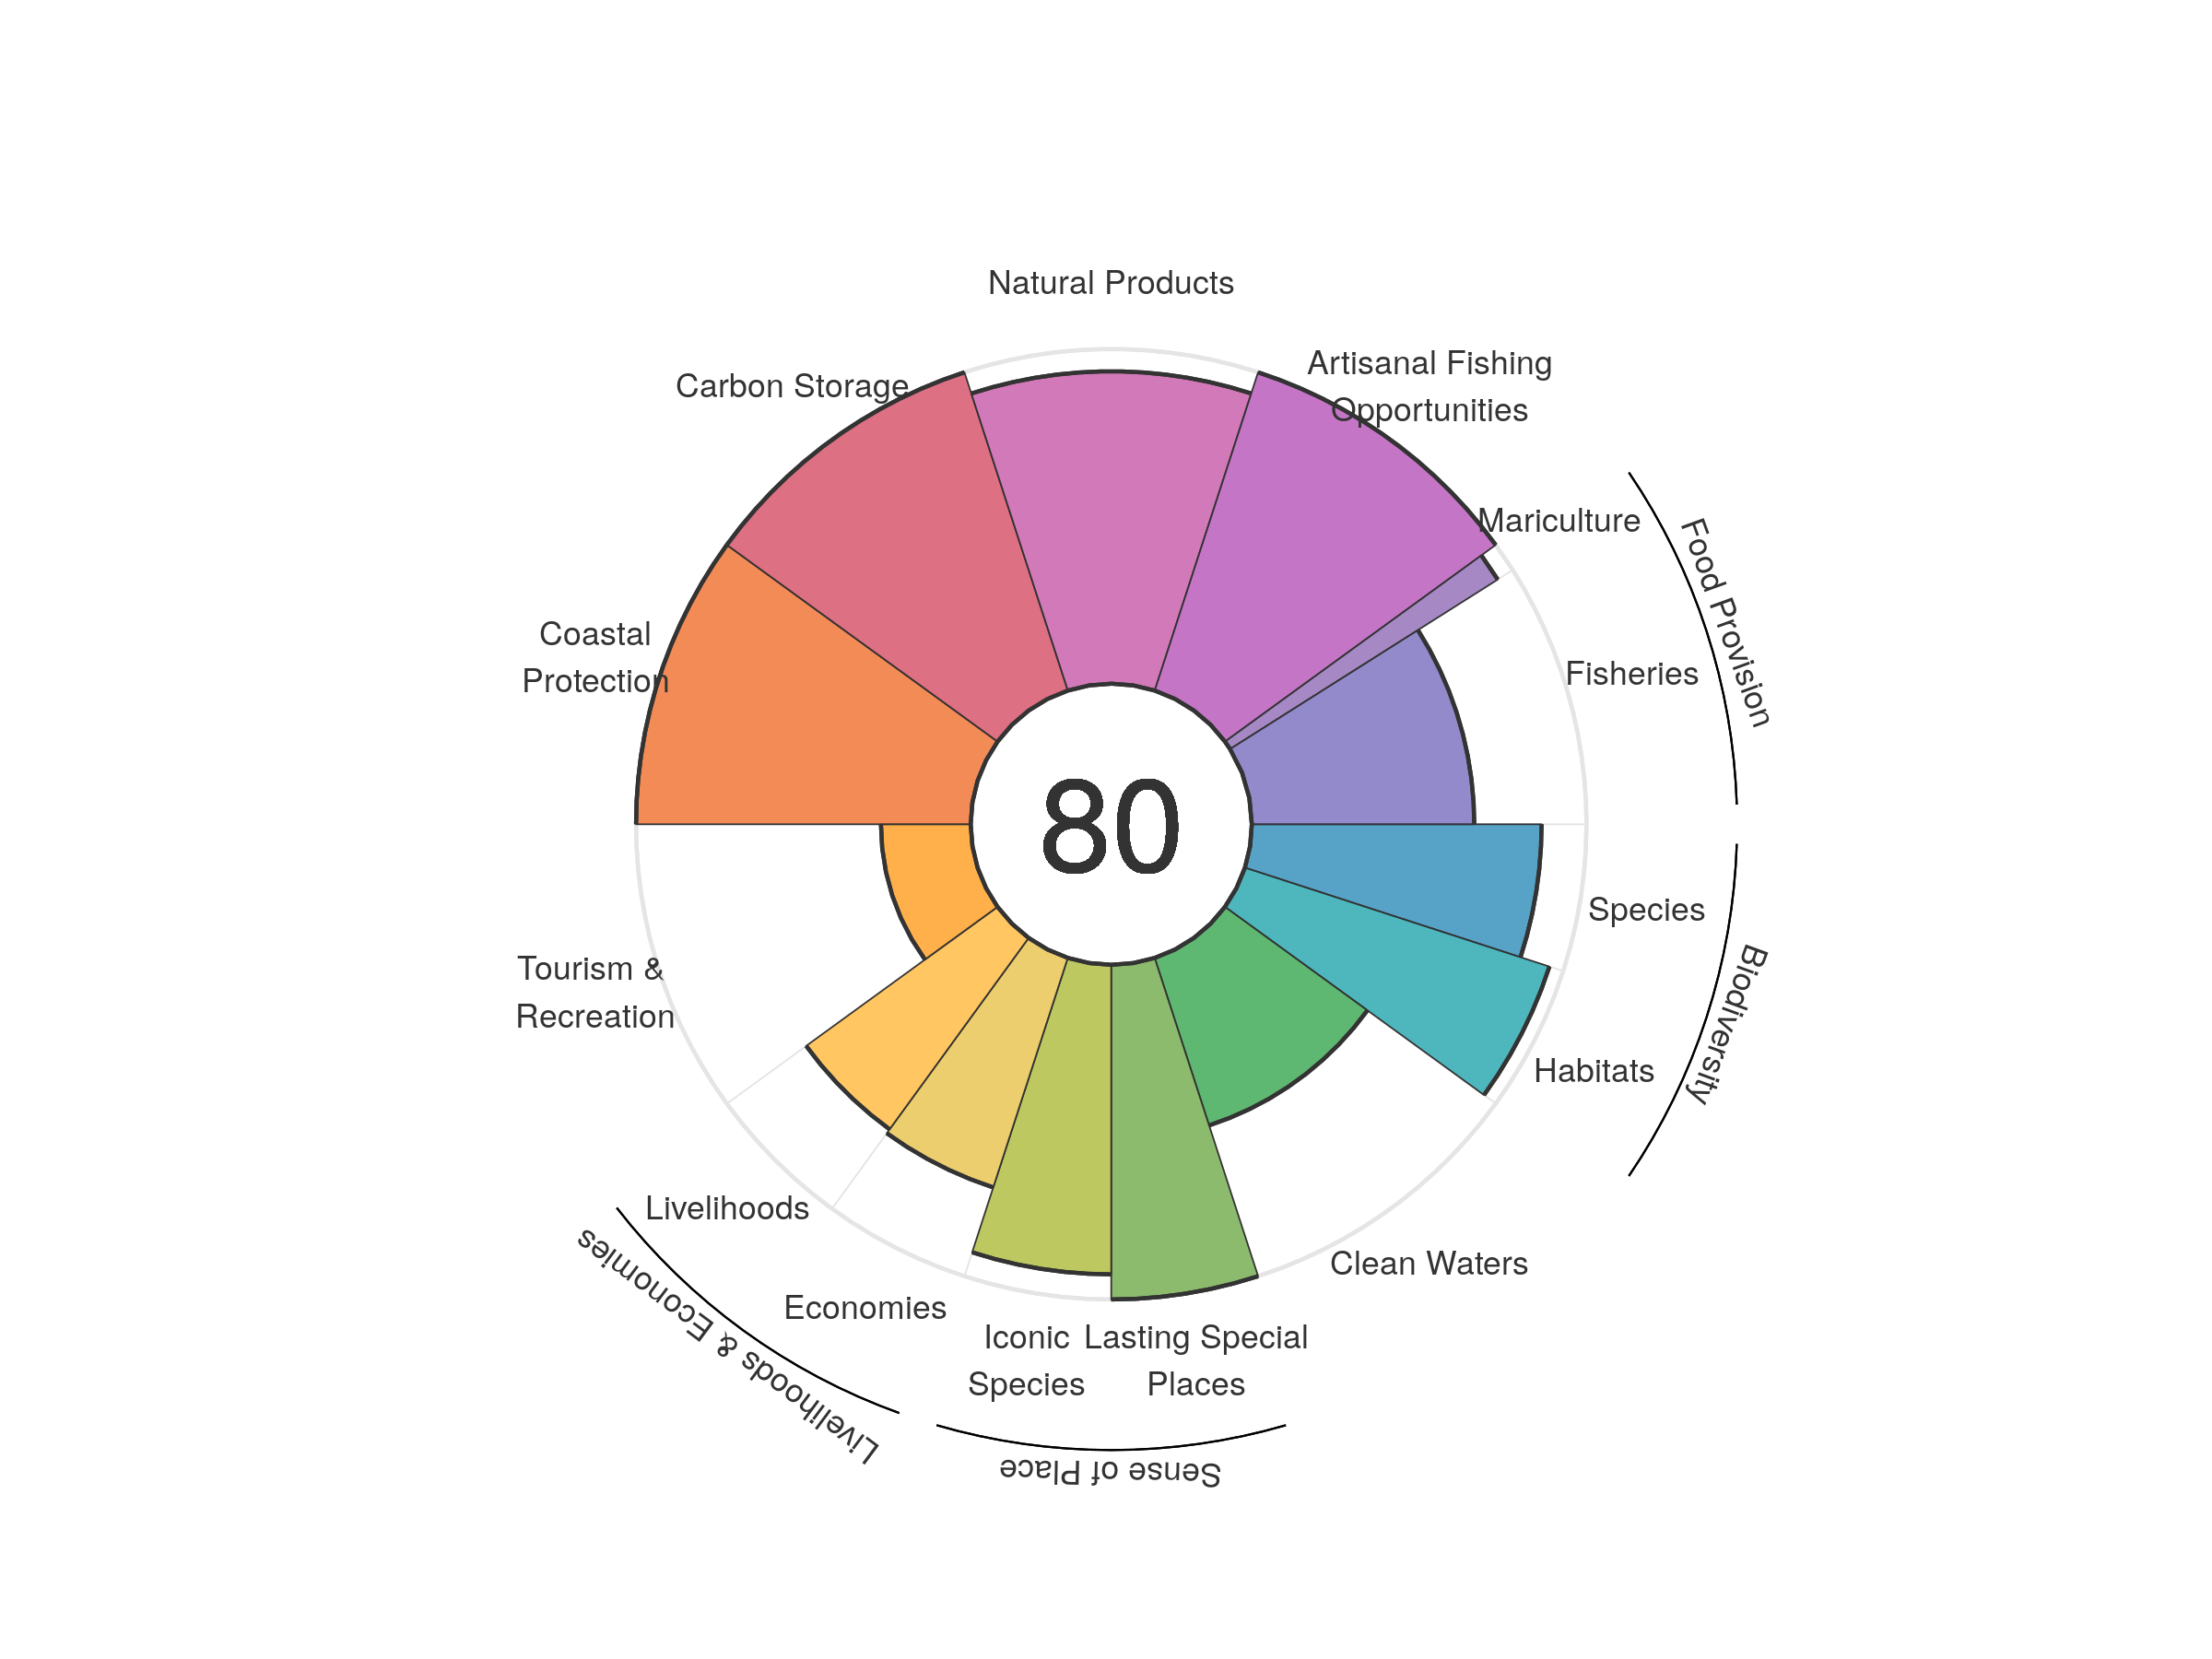 Natural Products
Artisanal Fishing
Opportunities
Carbon Storage
Mariculture
Food Provision
Coastal
Protection
Fisheries
80
Species
Biodiversity
Tourism &
Recreation
Habitats
Livelihoods
Livelihoods & Economies
Clean Waters
Economies
Iconic
Species
Lasting Special
Places
Sense of Place